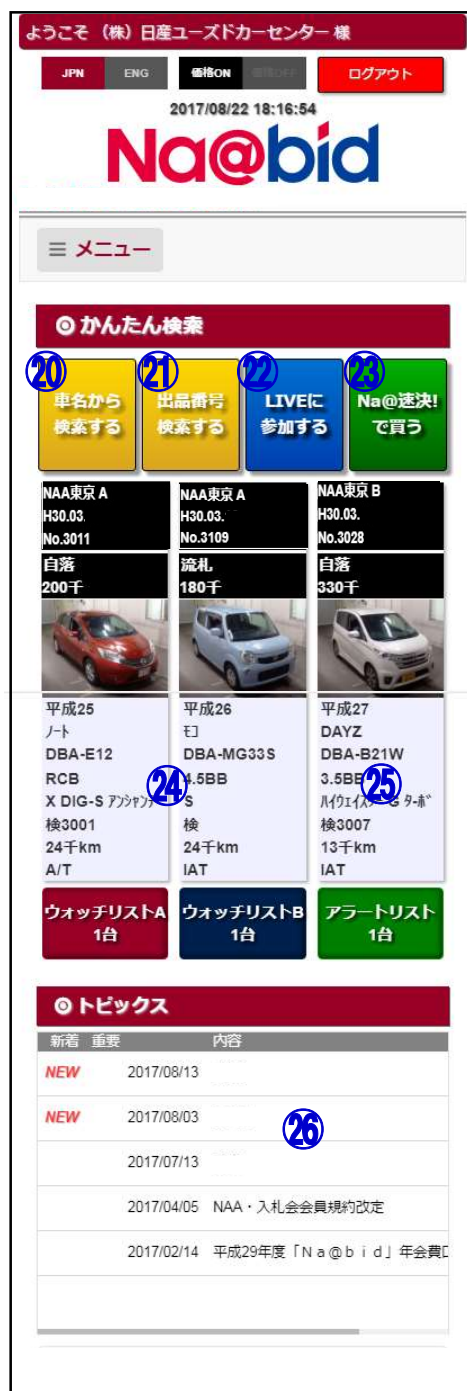 ようこそ （株）日産ユーズドカーセンター 様
JPN ENG 価格ON 価格OFF ログアウト
2017/08/22 18:16:54
Na@bid
≡ メニュー
◎ かんたん検索
⑳ ㉑ ㉒ ㉓
車名から 出品番号 LIVEに Na@速決!
検索する 検索する 参加する で買う
NAA東京 A NAA東京 A NAA東京 B
H30.03. H30.03. H30.03.
No.3011 No.3109 No.3028
自落 流札 自落
200千 180千 330千
平成25 平成26 平成27
ﾉｰﾄ ﾓｺ DAYZ
DBA-E12 DBA-MG33S DBA-B21W
RCB ㉔ 4.5BB 3.5BB ㉕
X DIG-S ｱﾝｼｬﾝﾃ S ﾊｲｳｪｲｽﾀｰ G ﾀｰﾎﾞ
検3001 検 検3007
24千km 24千km 13千km
A/T IAT IAT
ウォッチリストA ウォッチリストB アラートリスト
1台 1台 1台
◎ トピックス
新着 重要 内容
NEW 2017/08/13
NEW 2017/08/03 ㉖
2017/07/13
2017/04/05 NAA・入札会会員規約改定
2017/02/14 平成29年度「Ｎａ@ｂｉｄ」年会費